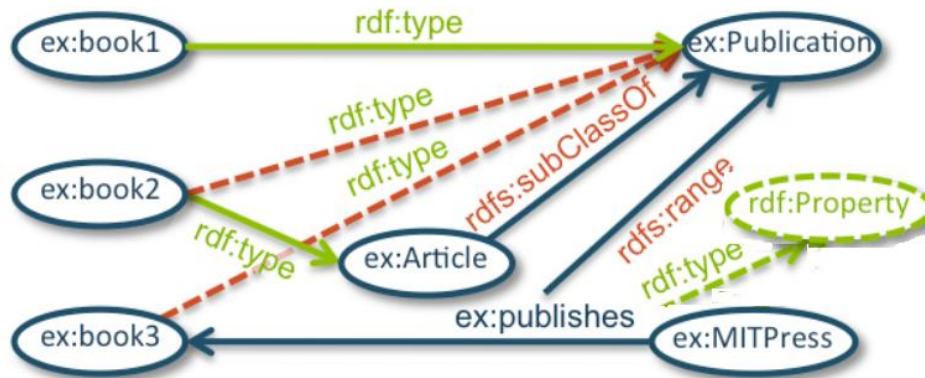 rdf:type
ex:book1
ex:Publication
rdf:type
rdf:type
rdfs:subClassOf
ex:book2
rdfs:range
rdf:Property
rdf:type
ex:Article
rdf:type
ex:publishes
ex:book3
ex:MITPress